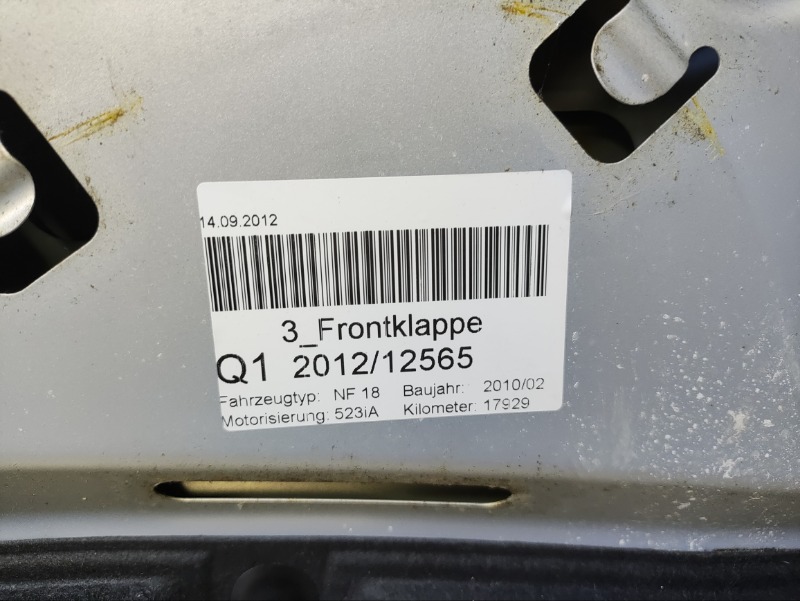 14.09.2012
3_Frontklappe
Q1 2012/12565
Fahrzeugtyp: NF 18 Baujahr: 2010/02
Motorisierung: 523iA Kilometer: 17929